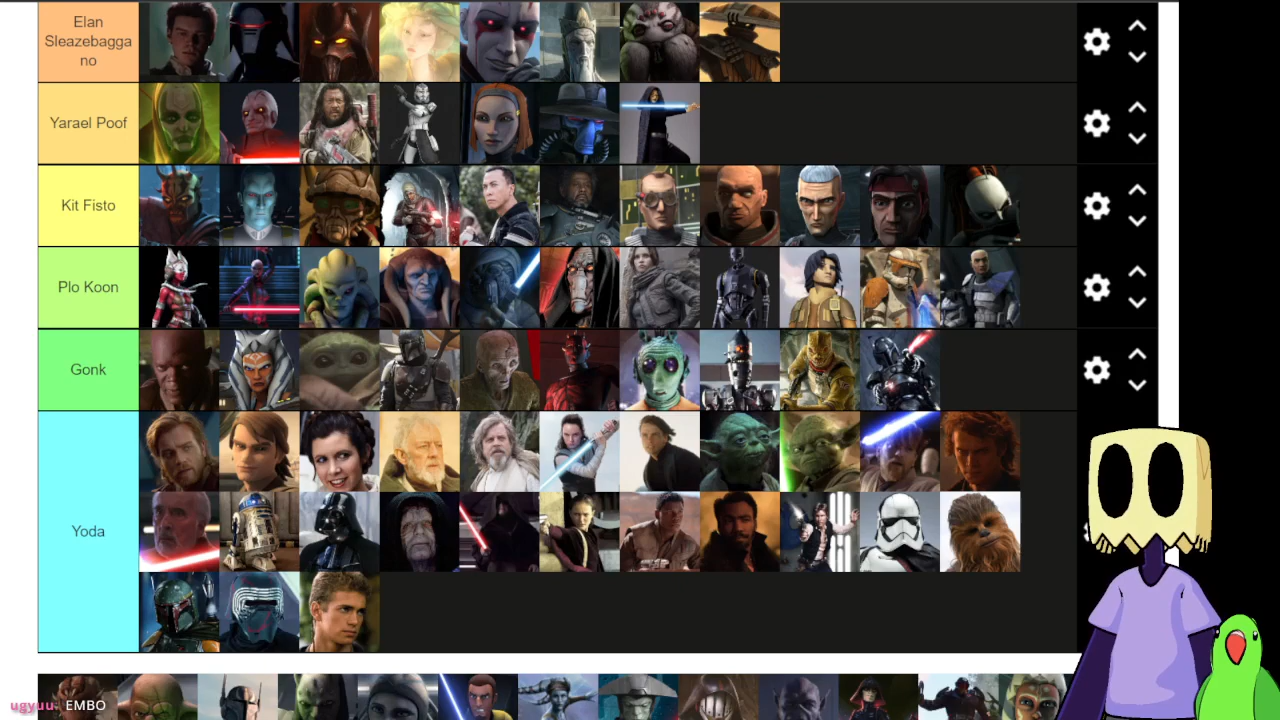 Elan
Sleazebagga
no
Yarael Poof
Kit Fisto
Plo Koon
Gonk
Yoda
ugyuu: EMBO